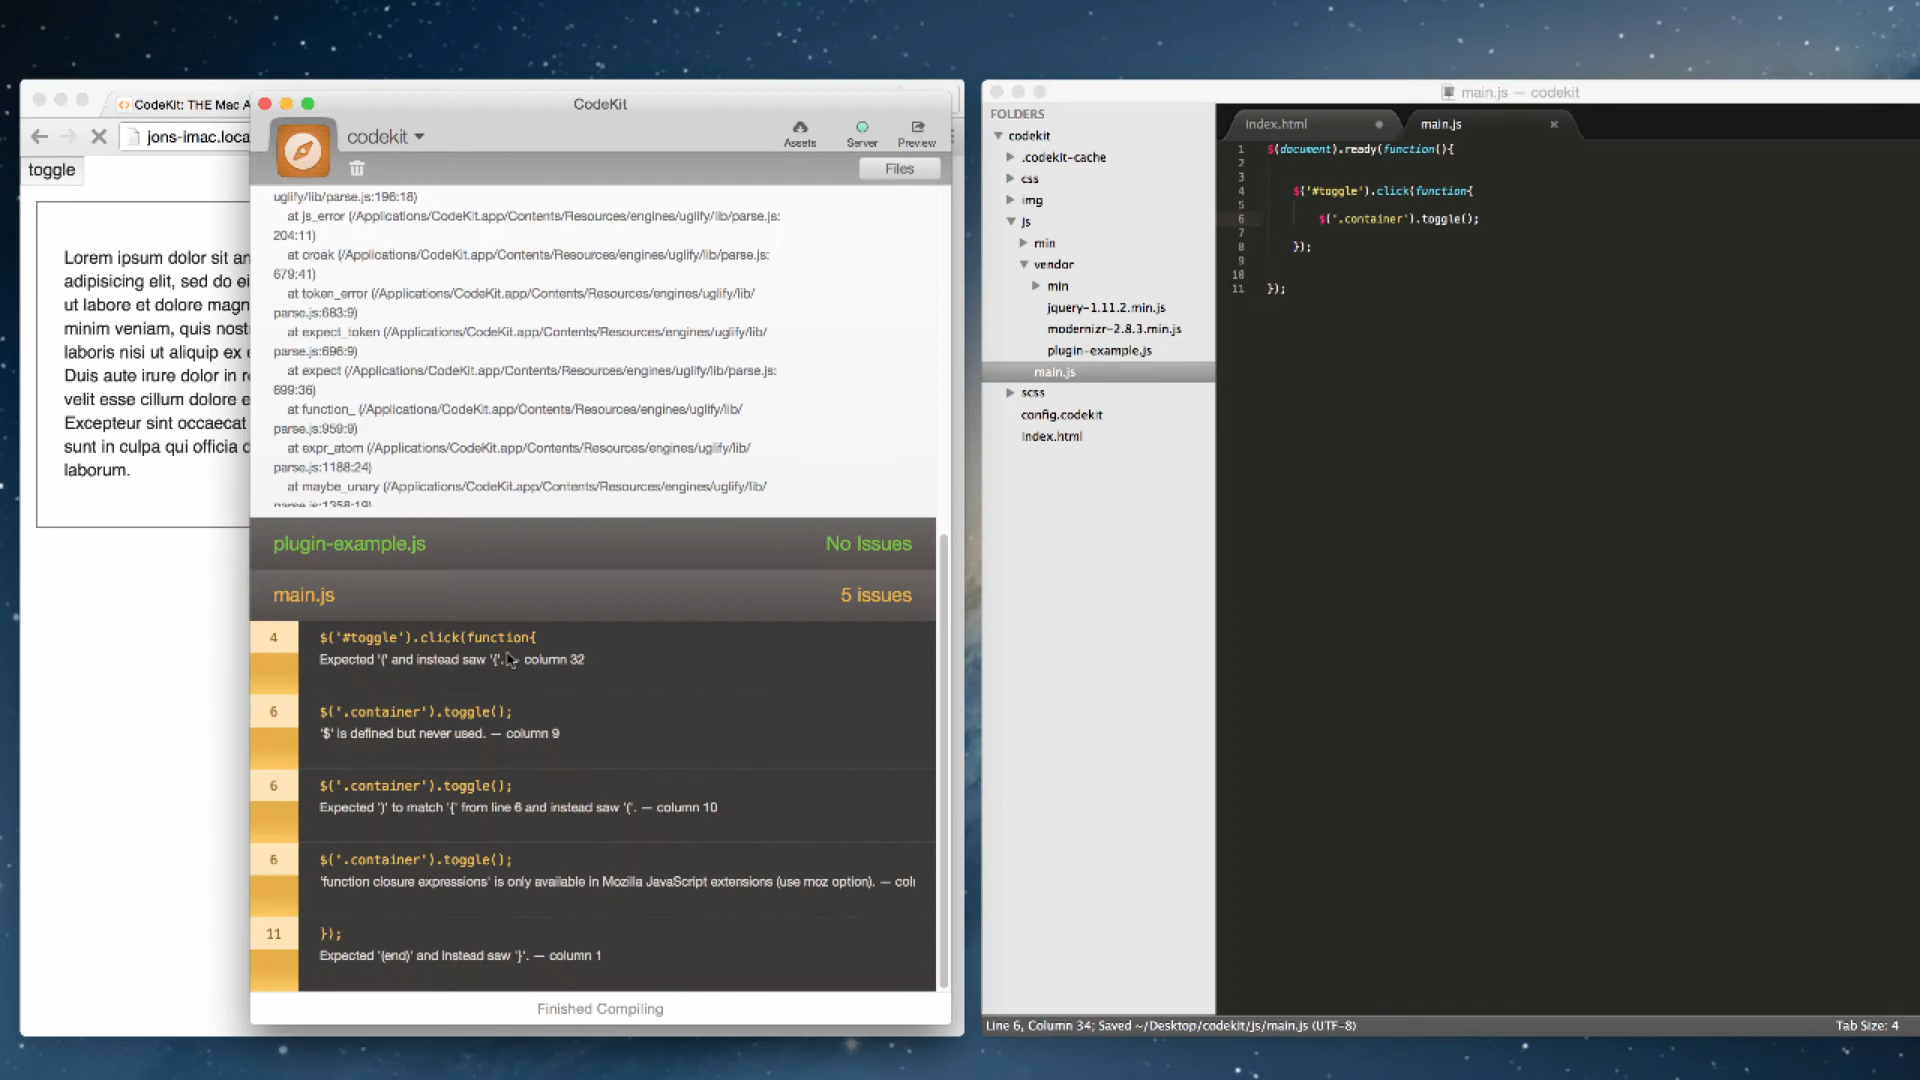 CodeKit: THE Mac A
jons-imac.loca
toggle
Lorem ipsum dolor sit an
adipisicing elit, sed do ei
ut labore et dolore magn
minim veniam, quis nost
laboris nisi ut aliquip ex
Duis aute irure dolor in r
velit esse cillum dolore e
Excepteur sint occaecat
sunt in culpa qui officia d
laborum.
CodeKit
codekit
Assets
Server
Preview
Files
uglify/lib/parse.js:196:18)
at js_error (/Applications/CodeKit.app/Contents/Resources/engines/uglify/lib/parse.js:
204:11)
at croak (/Applications/CodeKit.app/Contents/Resources/engines/uglify/lib/parse.js:
679:41)
at token_error (/Applications/CodeKit.app/Contents/Resources/engines/uglify/lib/
parse.js:683:9)
at expect_token (/Applications/CodeKit.app/Contents/Resources/engines/uglify/lib/
parse.js:696:9)
at expect (/Applications/CodeKit.app/Contents/Resources/engines/uglify/lib/parse.js:
699:36)
at function_ (/Applications/CodeKit.app/Contents/Resources/engines/uglify/lib/
parse.js:959:9)
at expr_atom (/Applications/CodeKit.app/Contents/Resources/engines/uglify/lib/
parse.js:1188:24)
at maybe_unary (/Applications/CodeKit.app/Contents/Resources/engines/uglify/lib/
parse.js:1358:19)
plugin-example.js No Issues
main.js 5 issues
4 $('#toggle').click(function{
Expected '(' and instead saw '{'. column 32
6 $('.container').toggle();
'$' is defined but never used. — column 9
6 $('.container').toggle();
Expected ')' to match '{' from line 6 and instead saw '('. — column 10
6 $('.container').toggle();
'function closure expressions' is only available in Mozilla JavaScript extensions (use moz option). — col
11 });
Expected '(end)' and instead saw '}'. — column 1
Finished Compiling
main.js — codekit
FOLDERS
codekit
.codekit-cache
css
img
js
min
vendor
min
jquery-1.11.2.min.js
modernizr-2.8.3.min.js
plugin-example.js
main.js
scss
config.codekit
index.html
index.html
main.js
1 $(document).ready(function(){
2
3
4 $('#toggle').click(function{
5
6 $('.container').toggle();
7
8 });
9
10
11 });
Line 6, Column 34; Saved ~/Desktop/codekit/js/main.js (UTF-8)
Tab Size: 4